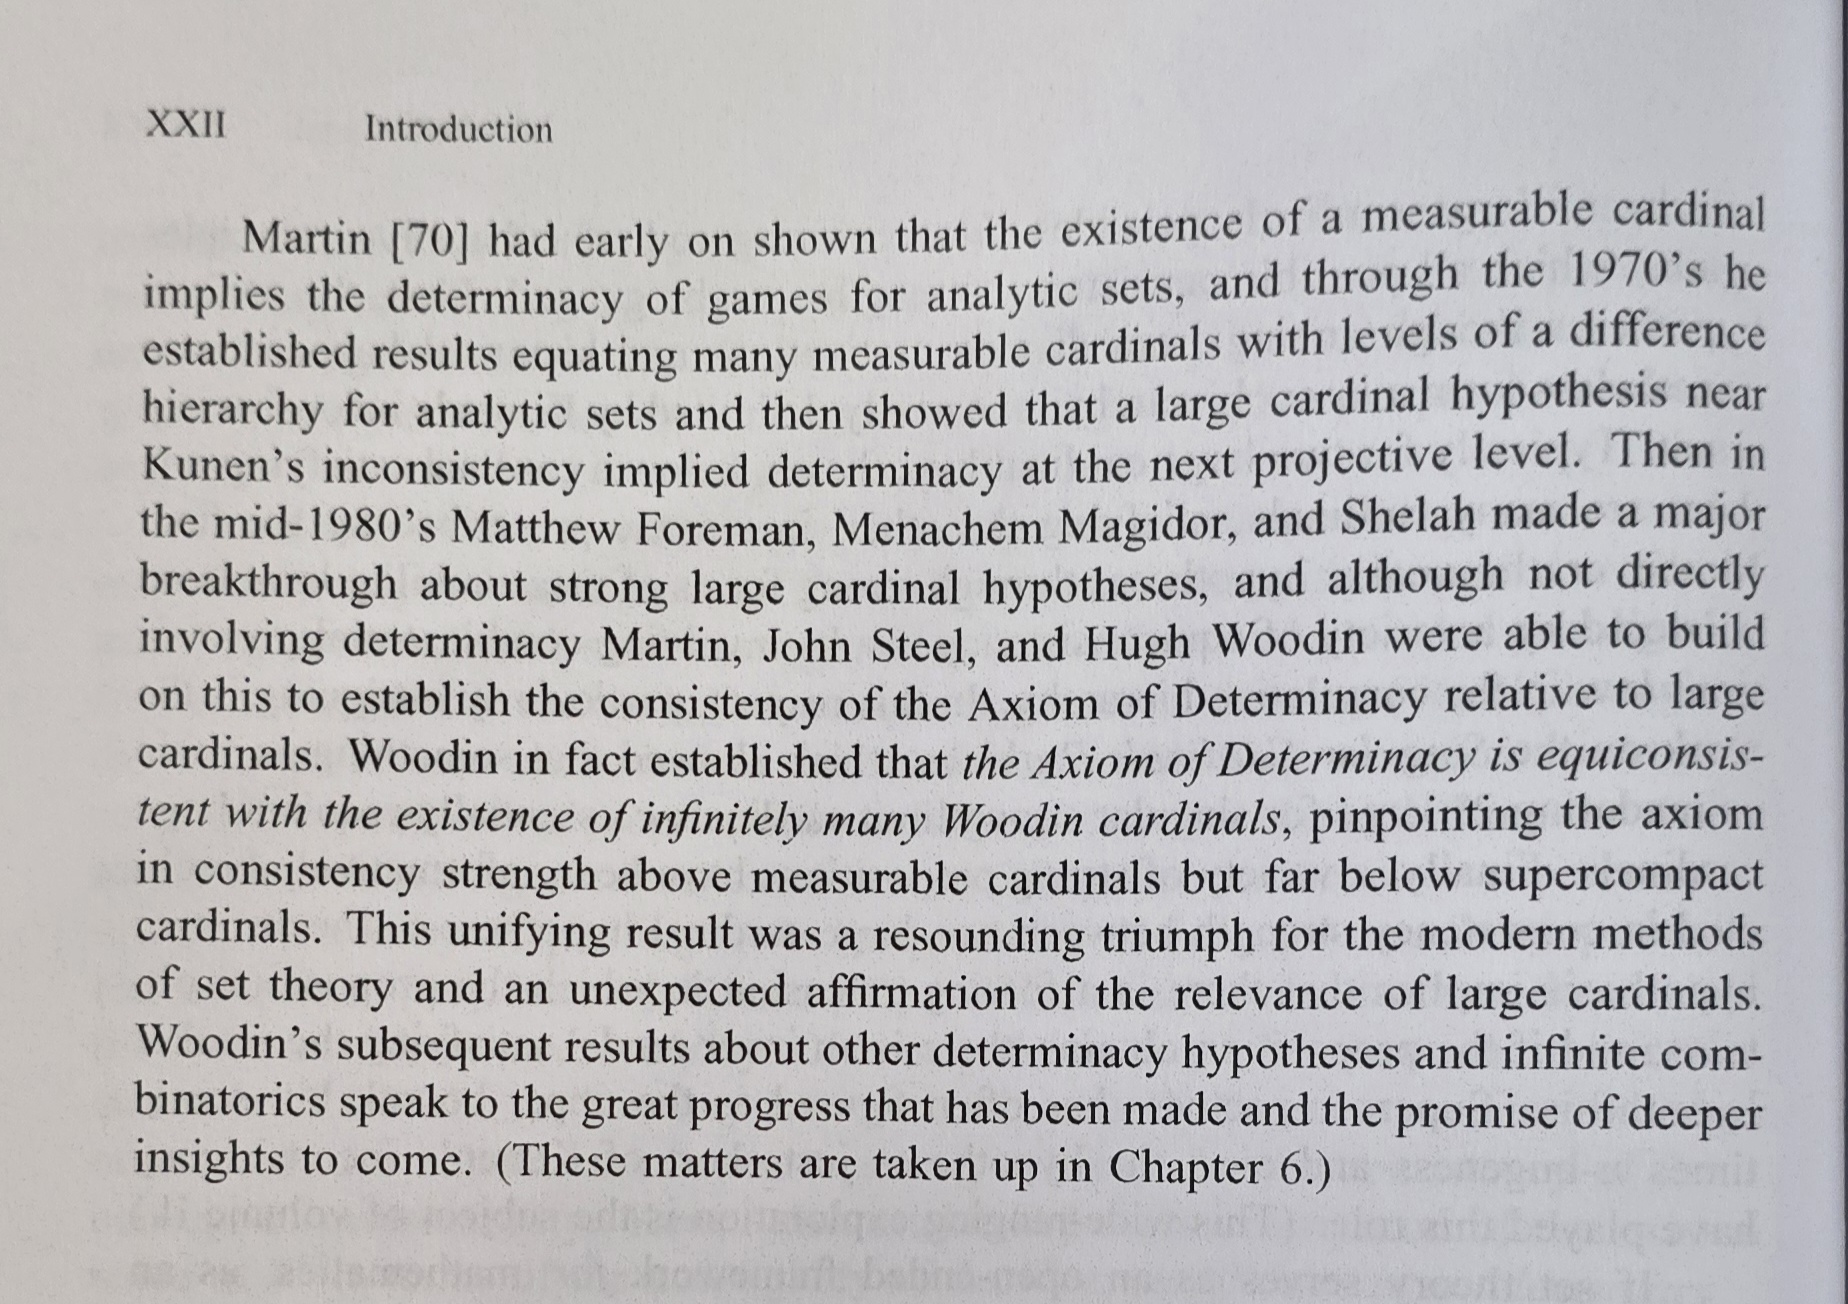 XXII Introduction
Martin [70] had early on shown that the existence of a measurable cardinal
implies the determinacy of games for analytic sets, and through the 1970’s he
established results equating many measurable cardinals with levels of a difference
hierarchy for analytic sets and then showed that a large cardinal hypothesis near
Kunen’s inconsistency implied determinacy at the next projective level. Then in
the mid-1980’s Matthew Foreman, Menachem Magidor, and Shelah made a major
breakthrough about strong large cardinal hypotheses, and although not directly
involving determinacy Martin, John Steel, and Hugh Woodin were able to build
on this to establish the consistency of the Axiom of Determinacy relative to large
cardinals. Woodin in fact established that the Axiom of Determinacy is equiconsis-
tent with the existence of infinitely many Woodin cardinals, pinpointing the axiom
in consistency strength above measurable cardinals but far below supercompact
cardinals. This unifying result was a resounding triumph for the modern methods
of set theory and an unexpected affirmation of the relevance of large cardinals.
Woodin’s subsequent results about other determinacy hypotheses and infinite com-
binatorics speak to the great progress that has been made and the promise of deeper
insights to come. (These matters are taken up in Chapter 6.)